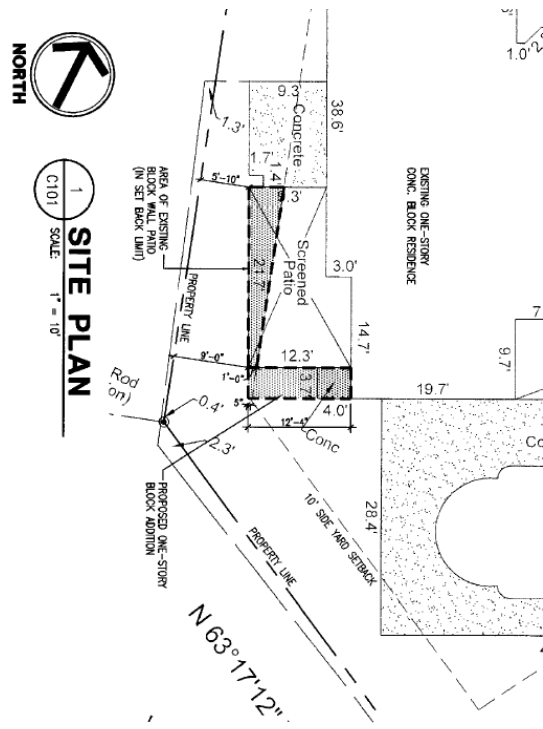 NORTH
1
C101
SITE PLAN
SCALE: 1" = 10'
1.0'
9.3
Concrete
38.6'
1.3'
1.7'
1.4'
5'-10"
AREA OF EXISTING
BLOCK WALL PATIO
(IN SET BACK LIMIT)
EXISTING ONE-STORY
CONC. BLOCK RESIDENCE
Screened
Patio
21.7'
3.0'
14.7'
PROPERTY LINE
9'-0"
1'-0"
12.3'
3.7'
4.0'
5"
12'-4"
Conc
19.7'
9.7'
7
Rod
on)
0.4'
2.3'
PROPOSED ONE-STORY
BLOCK ADDITION
10' SIDE YARD SETBACK
28.4'
Co
PROPERTY LINE
N 63°17'12"